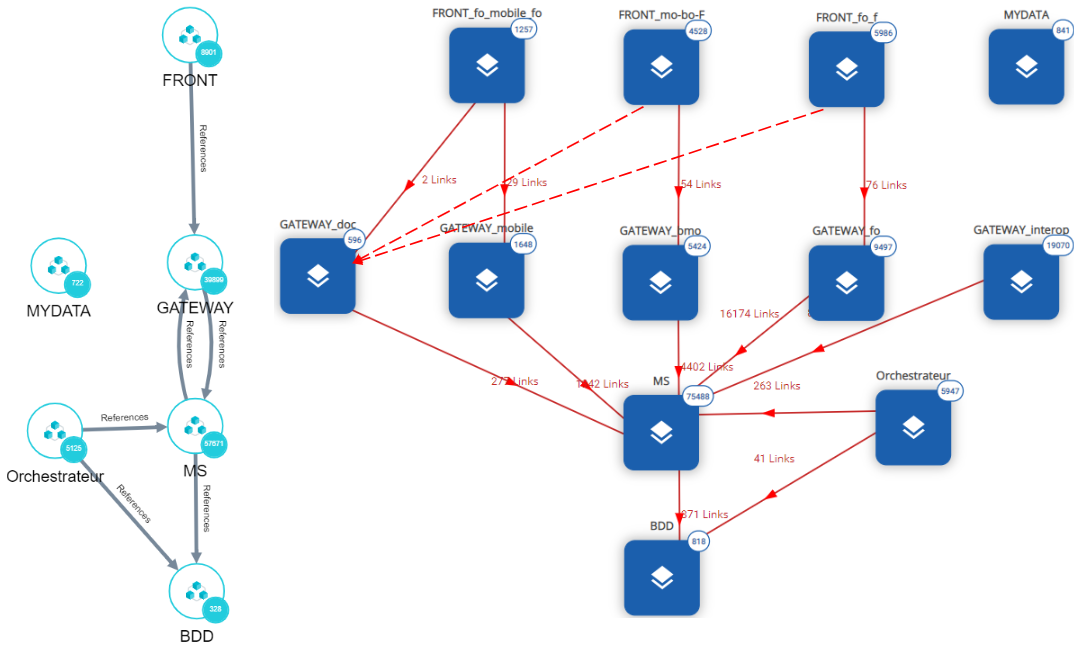 FRONT_fo_mobile_fo
1257
FRONT_mo-bo-F
4528
FRONT_fo_f
5986
MYDATA
841
8901
FRONT
References
2 Links
29 Links
54 Links
76 Links
GATEWAY_doc
596
GATEWAY_mobile
1648
GATEWAY_bmo
5424
GATEWAY_fo
9497
GATEWAY_interop
19070
722
MYDATA
39899
GATEWAY
References
References
16174 Links
4402 Links
263 Links
MS
75488
Orchestrateur
5947
References
5125
Orchestrateur
57571
MS
References
References
41 Links
871 Links
BDD
818
328
BDD